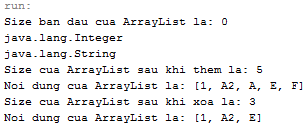 run:
Size ban dau cua ArrayList la: 0
java.lang.Integer
java.lang.String
Size cua ArrayList sau khi them la: 5
Noi dung cua ArrayList la: [1, A2, A, E, F]
Size cua ArrayList sau khi xoa la: 3
Noi dung cua ArrayList la: [1, A2, E]